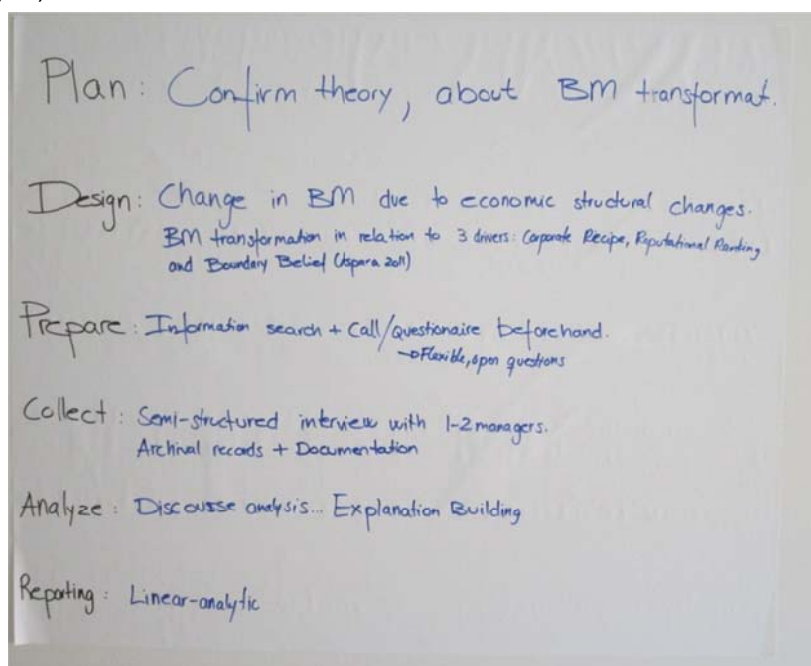 Plan: Confirm theory, about BM transformat.
Design: Change in BM due to economic structural changes.
BM transformation in relation to 3 drivers: Corporate Recipe, Reputational Ranking
and Boundary Belief (Aspara 2011)
Prepare: Information search + Call/Questionaire beforehand.
→ Flexible, open questions
Collect: Semi-structured interview with 1-2 managers.
Archival records + Documentation
Analyze: Discousse analysis... Explanation Building
Reporting: Linear-analytic